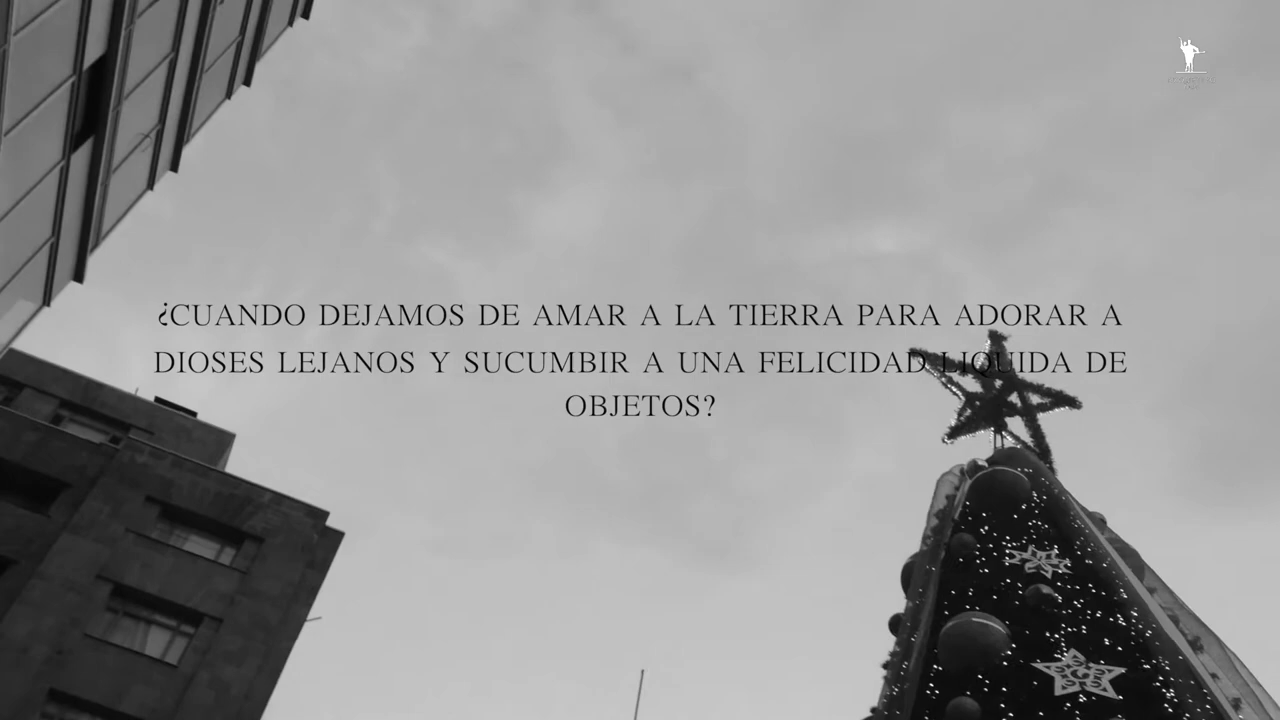 ¿CUANDO DEJAMOS DE AMAR A LA TIERRA PARA ADORAR A
DIOSES LEJANOS Y SUCUMBIR A UNA FELICIDAD LIQUIDA DE
OBJETOS?